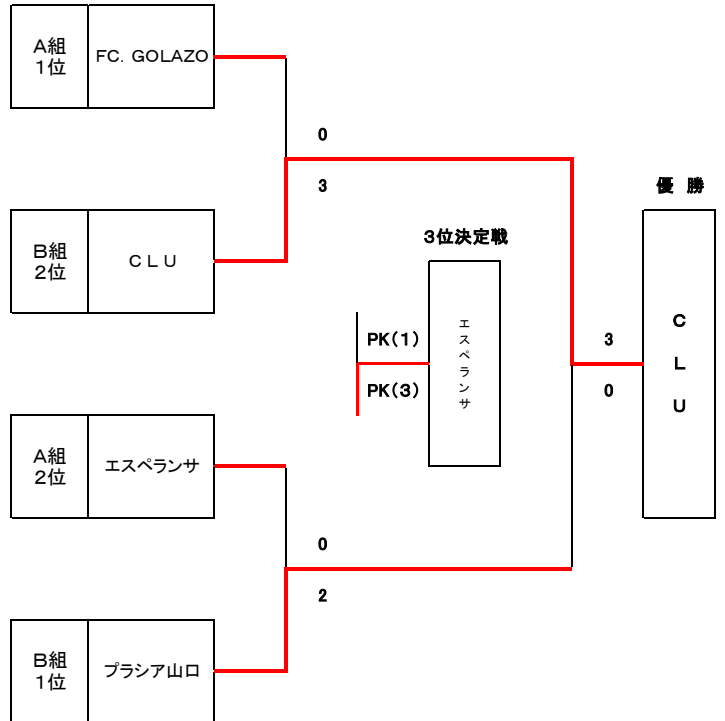 A組
1位
FC. GOLAZO
0
3
優 勝
B組
2位
CLU
3位決定戦
PK(1)
PK(3)
エスペランサ
3
0
CLU
A組
2位
エスペランサ
0
2
B組
1位
プラシア山口